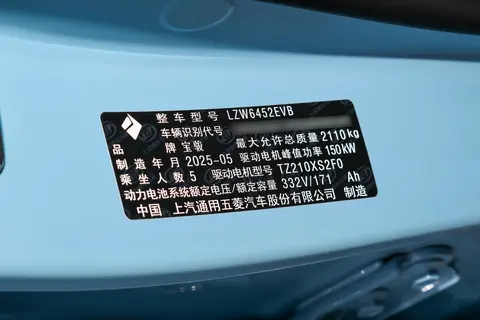 整车型号 LZW6452EVB
车辆识别代号
品牌 宝骏 最大允许总质量 2110kg
制造年月 2025-05 驱动电机峰值功率 150kW
乘坐人数 5 驱动电机型号 TZ210XS2F0
动力电池系统额定电压/额定容量 332V/171 Ah
中国 上汽通用五菱汽车股份有限公司 制造